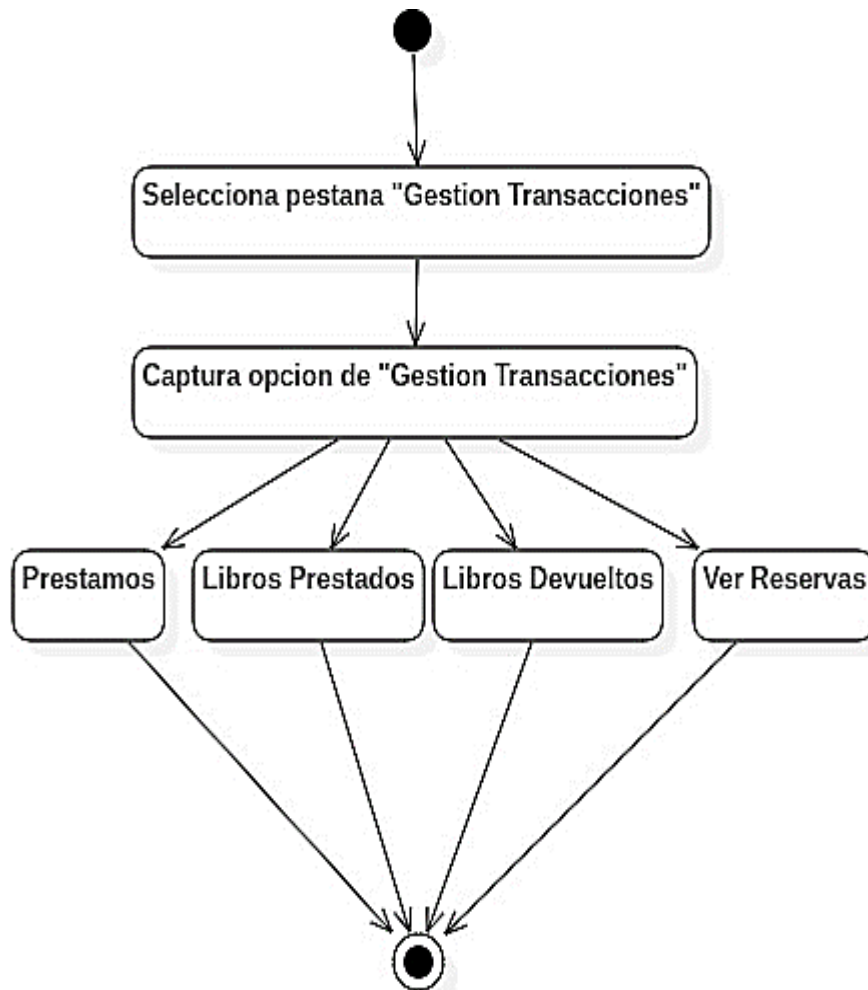 Selecciona pestana "Gestion Transacciones"
Captura opcion de "Gestion Transacciones"
Prestamos
Libros Prestados
Libros Devueltos
Ver Reservas